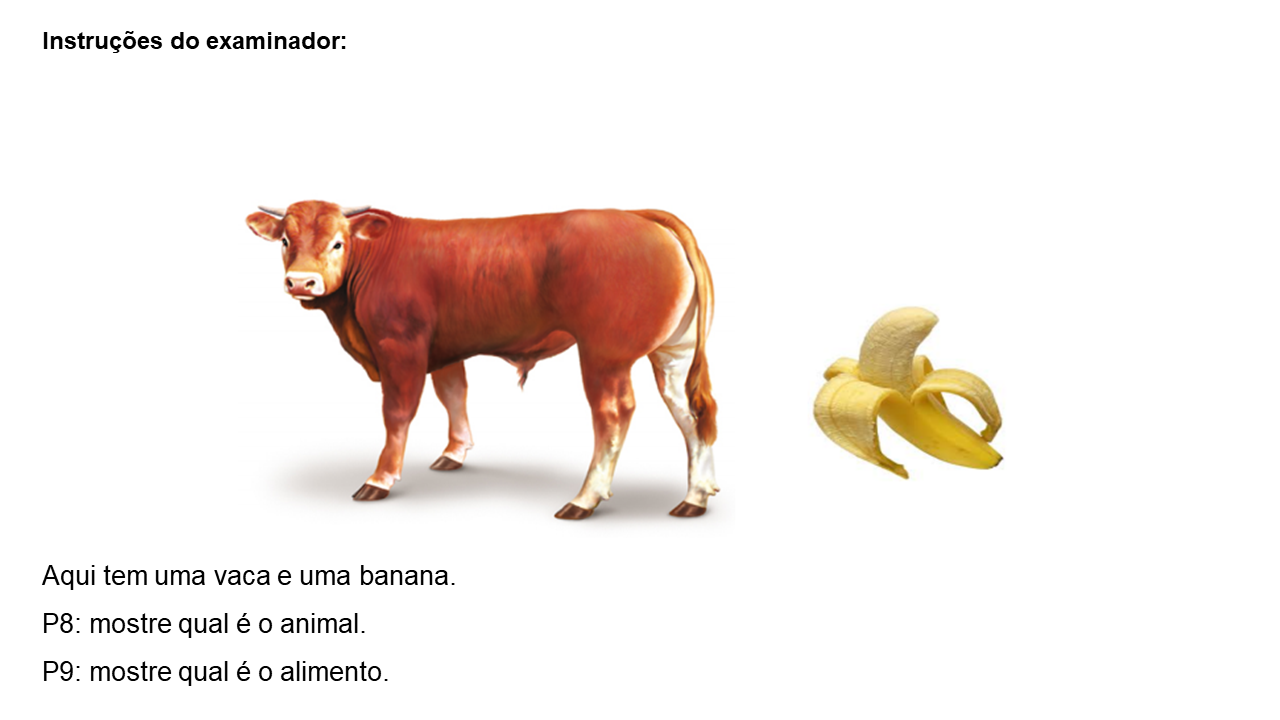 Instruções do examinador:
Aqui tem uma vaca e uma banana.
P8: mostre qual é o animal.
P9: mostre qual é o alimento.